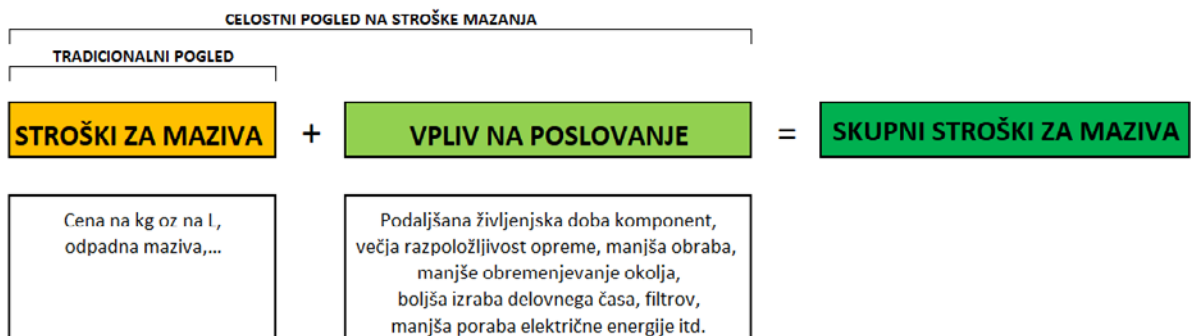 CELOSTNI POGLED NA STROŠKE MAZANJA
TRADICIONALNI POGLED
STROŠKI ZA MAZIVA + VPLIV NA POSLOVANJE = SKUPNI STROŠKI ZA MAZIVA
Cena na kg oz na L,
odpadna maziva,...
Podaljšana življenjska doba komponent,
večja razpoložljivost opreme, manjša obraba,
manjše obremenjevanje okolja,
boljša izraba delovnega časa, filtrov,
manjša poraba električne energije itd.